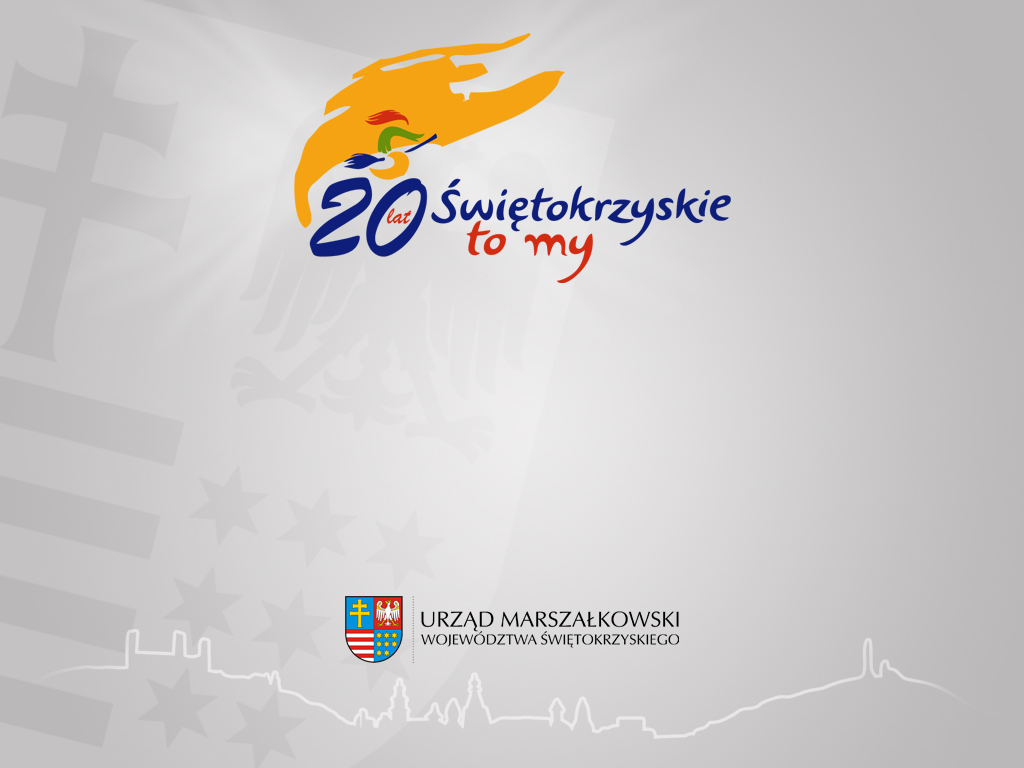 20 lat Świętokrzyskie
to my
URZĄD MARSZAŁKOWSKI
WOJEWÓDZTWA ŚWIĘTOKRZYSKIEGO